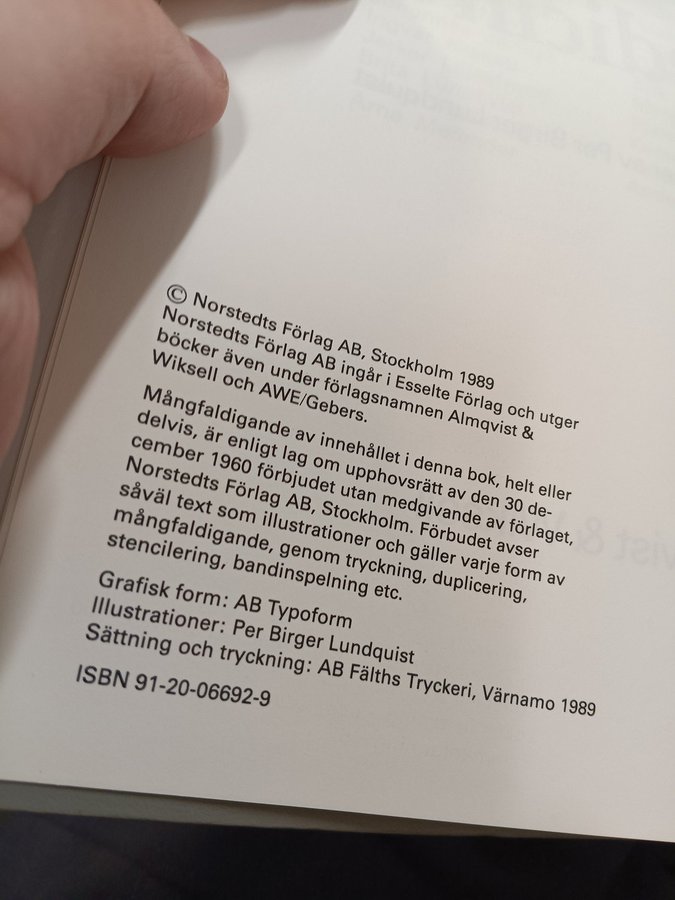 © Norstedts Förlag AB, Stockholm 1989
Norstedts Förlag AB ingår i Esselte Förlag och utger
böcker även under förlagsnamnen Almqvist &
Wiksell och AWE/Gebers.
Mångfaldigande av innehållet i denna bok, helt eller
delvis, är enligt lag om upphovsrätt av den 30 de-
cember 1960 förbjudet utan medgivande av förlaget,
Norstedts Förlag AB, Stockholm. Förbudet avser
såväl text som illustrationer och gäller varje form av
mångfaldigande, genom tryckning, duplicering,
stencilering, bandinspelning etc.
Grafisk form: AB Typoform
Illustrationer: Per Birger Lundquist
Sättning och tryckning: AB Fälths Tryckeri, Värnamo 1989
ISBN 91-20-06692-9